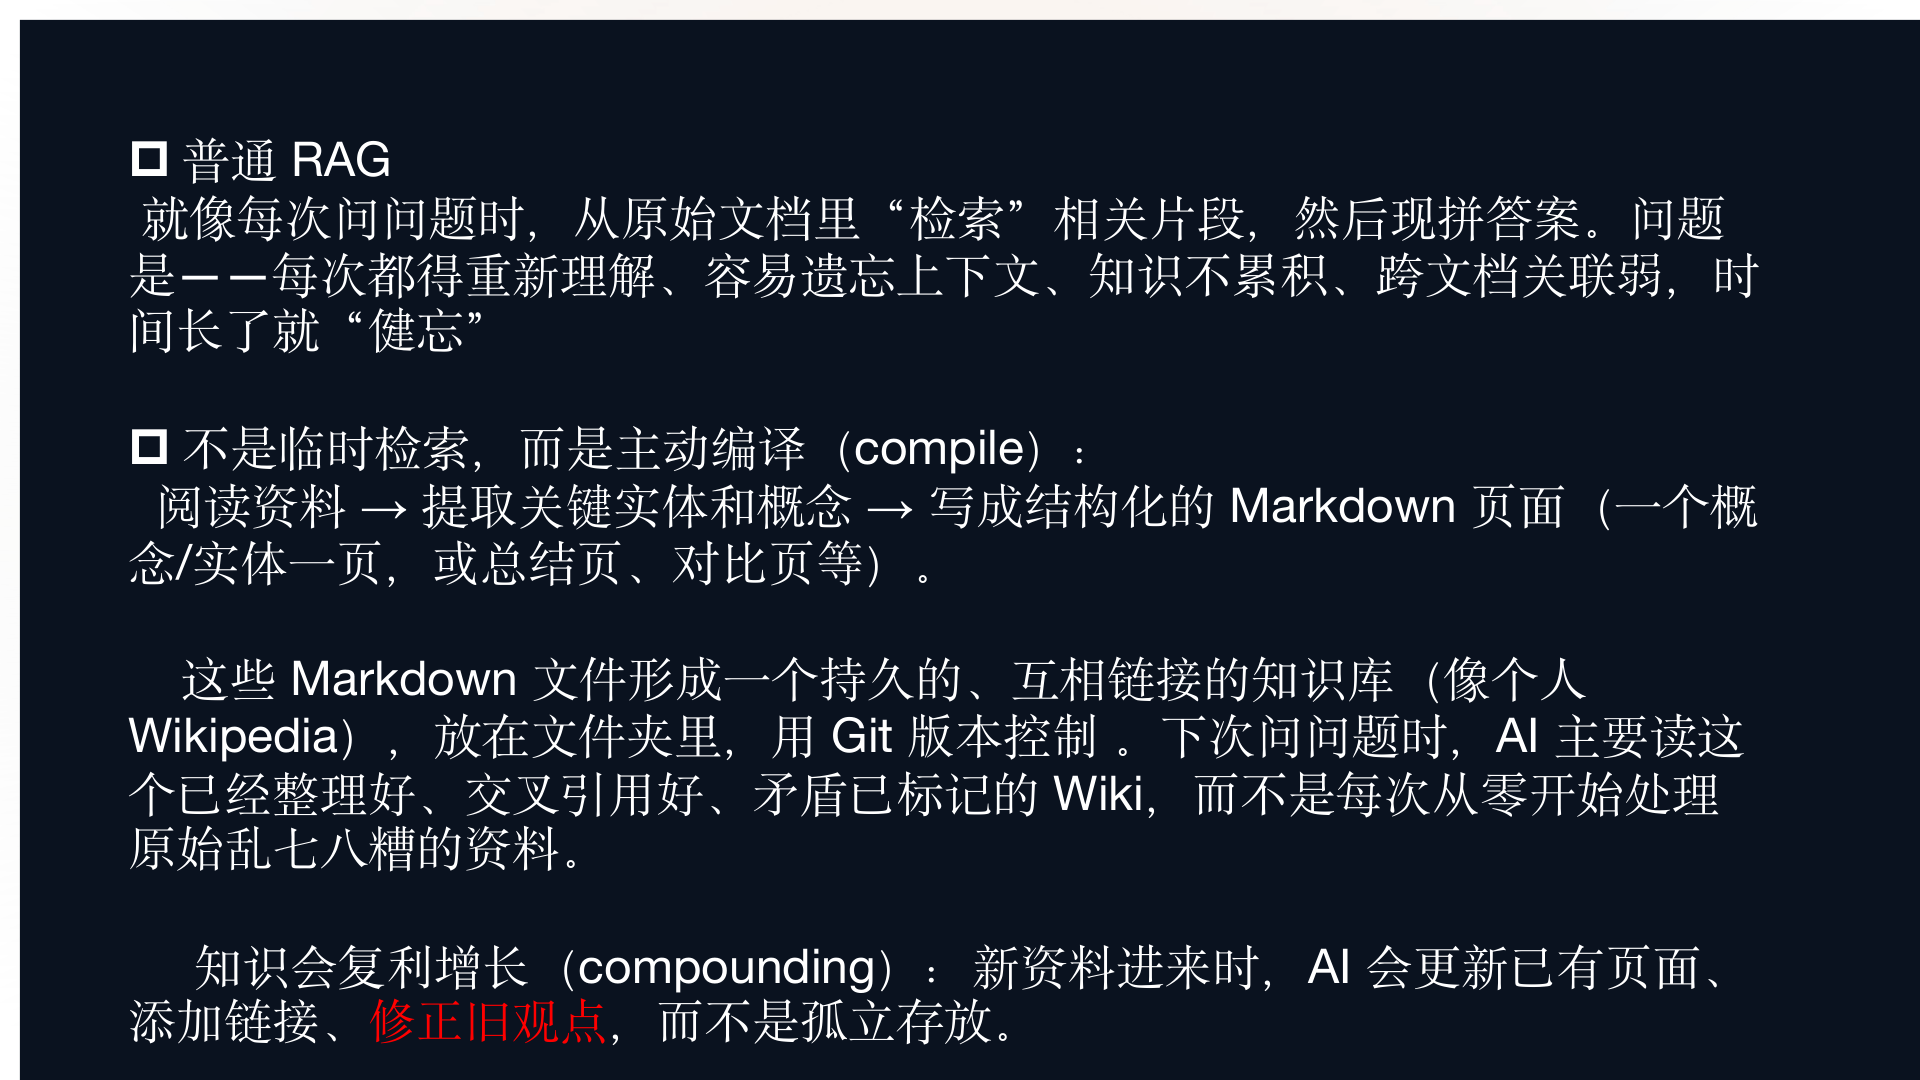 普通 RAG
就像每次问问题时，从原始文档里“检索”相关片段，然后现拼答案。问题
是——每次都得重新理解、容易遗忘上下文、知识不累积、跨文档关联弱，时
间长了就“健忘”
不是临时检索，而是主动编译（compile）：
阅读资料 → 提取关键实体和概念 → 写成结构化的 Markdown 页面（一个概
念/实体一页，或总结页、对比页等）。
这些 Markdown 文件形成一个持久的、互相链接的知识库（像个人
Wikipedia），放在文件夹里，用 Git 版本控制 。下次问问题时，AI 主要读这
个已经整理好、交叉引用好、矛盾已标记的 Wiki，而不是每次从零开始处理
原始乱七八糟的资料。
知识会复利增长（compounding）：新资料进来时，AI 会更新已有页面、
添加链接、修正旧观点，而不是孤立存放。